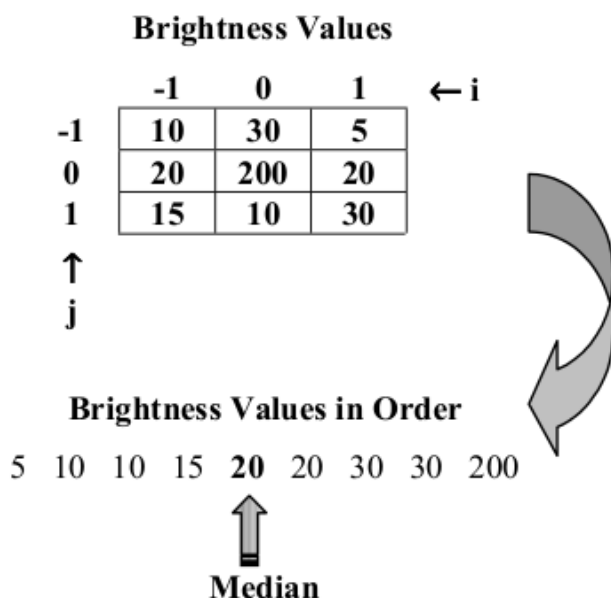 Brightness Values
-1 0 1 ← i
-1 10 30 5
0 20 200 20
1 15 10 30
↑
j
Brightness Values in Order
5 10 10 15 20 20 30 30 200
Median